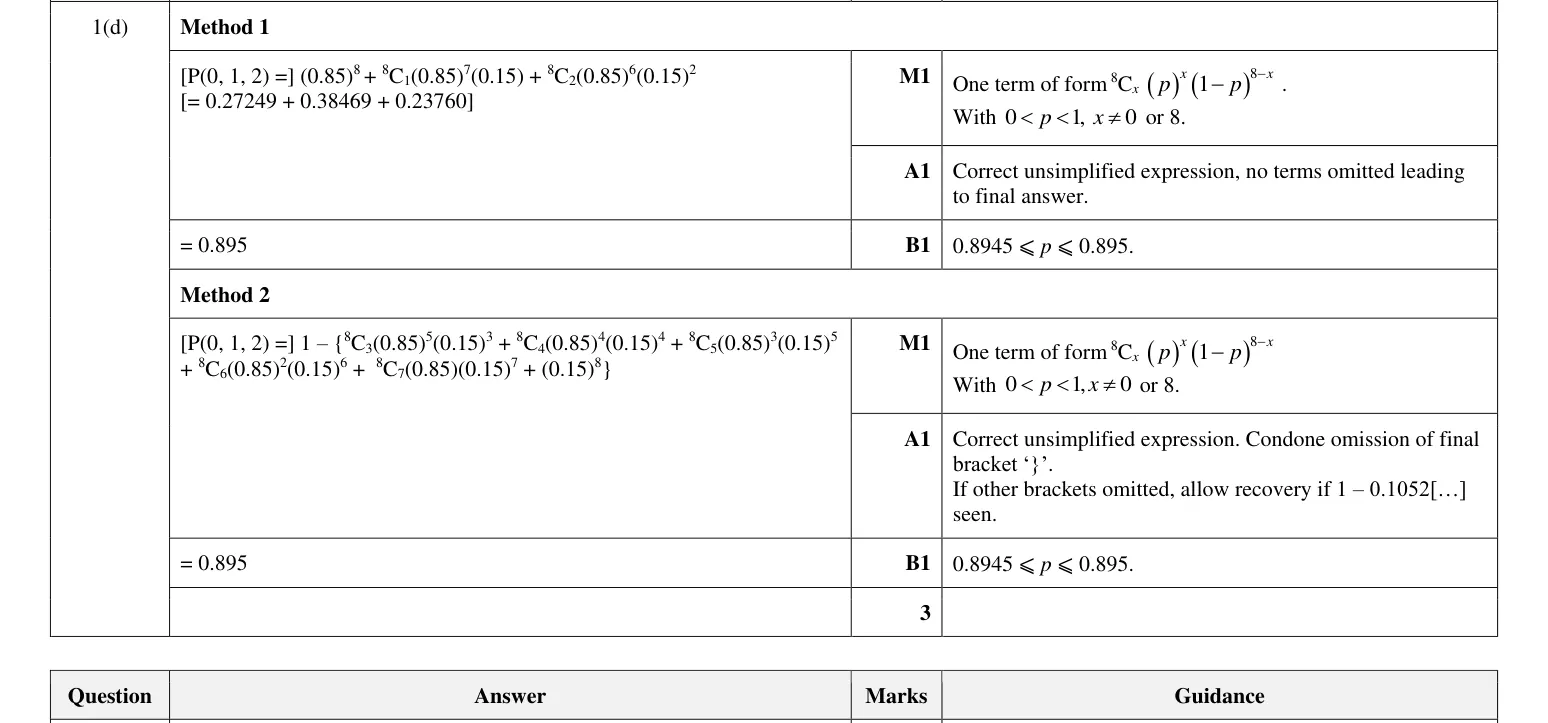 1(d) Method 1
[P(0, 1, 2) =] (0.85)⁸ + ⁸C₁(0.85)⁷(0.15) + ⁸C₂(0.85)⁶(0.15)²
[= 0.27249 + 0.38469 + 0.23760]
M1
One term of form ⁸Cₓ (p)ˣ(1 − p)⁸⁻ˣ .
With 0 < p < 1, x ≠ 0 or 8.
A1
Correct unsimplified expression, no terms omitted leading
to final answer.
= 0.895
B1
0.8945 ⩽ p ⩽ 0.895.
Method 2
[P(0, 1, 2) =] 1 – {⁸C₃(0.85)⁵(0.15)³ + ⁸C₄(0.85)⁴(0.15)⁴ + ⁸C₅(0.85)³(0.15)⁵
+ ⁸C₆(0.85)²(0.15)⁶ + ⁸C₇(0.85)(0.15)⁷ + (0.15)⁸}
M1
One term of form ⁸Cₓ (p)ˣ(1 − p)⁸⁻ˣ
With 0 < p < 1, x ≠ 0 or 8.
A1
Correct unsimplified expression. Condone omission of final
bracket ‘}’.
If other brackets omitted, allow recovery if 1 – 0.1052[…]
seen.
= 0.895
B1
0.8945 ⩽ p ⩽ 0.895.
3
Question Answer Marks Guidance